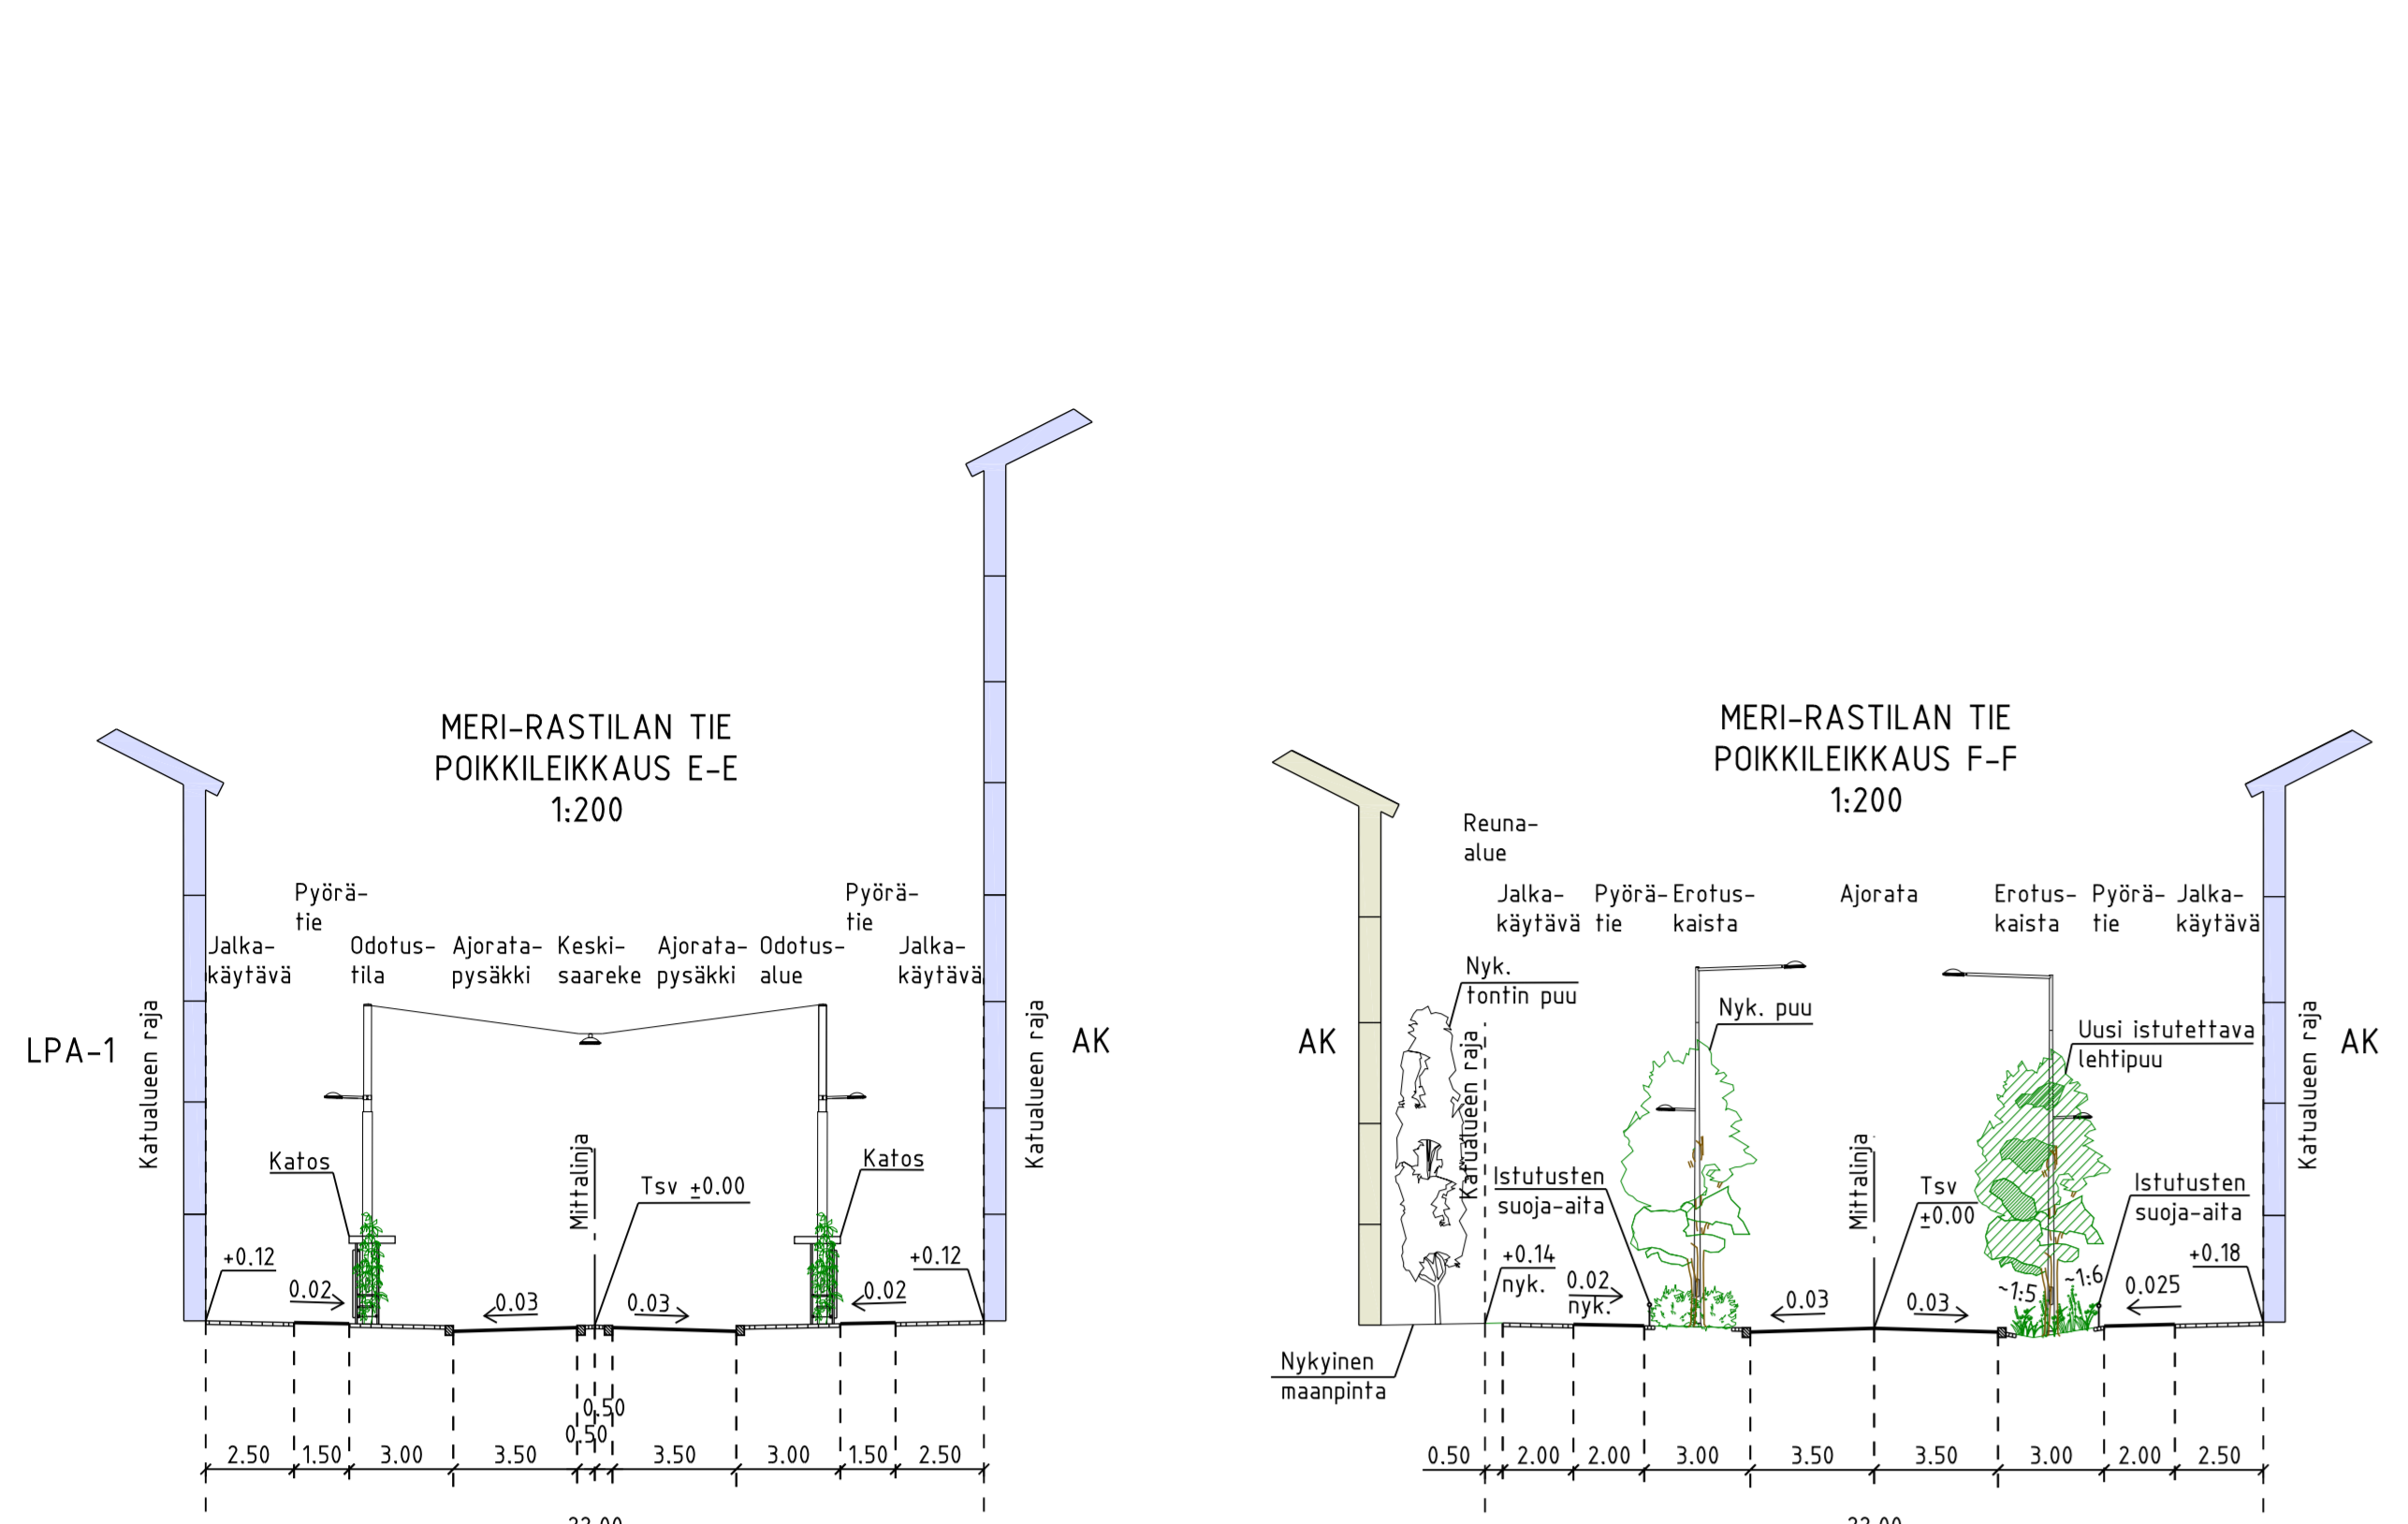 MERI-RASTILAN TIE
POIKKILEIKKAUS E-E
1:200
Pyörä-
tie
Pyörä-
tie
Jalka-
käytävä
Odotus-
tila
Ajorata-
pysäkki
Keski-
saareke
Ajorata-
pysäkki
Odotus-
alue
Jalka-
käytävä
LPA-1
Katualueen raja
Katualueen raja
AK
Katos
Mittalinja
Tsv ±0.00
Katos
+0.12
0.02
0.03
0.03
0.02
+0.12
0.50
0.50
2.50 1.50 3.00 3.50 3.50 3.00 1.50 2.50
MERI-RASTILAN TIE
POIKKILEIKKAUS F-F
1:200
Reuna-
alue
Jalka-
käytävä
Pyörä-
tie
Erotus-
kaista
Ajorata
Erotus-
kaista
Pyörä-
tie
Jalka-
käytävä
Nyk.
tontin puu
Nyk. puu
Uusi istutettava
lehtipuu
AK
Katualueen raja
Katualueen raja
AK
Istutusten
suoja-aita
Mittalinja
Tsv
±0.00
Istutusten
suoja-aita
+0.14
nyk.
0.02
nyk.
0.03
0.03
~1:5
~1:6
0.025
+0.18
Nykyinen
maanpinta
0.50 2.00 2.00 3.00 3.50 3.50 3.00 2.00 2.50